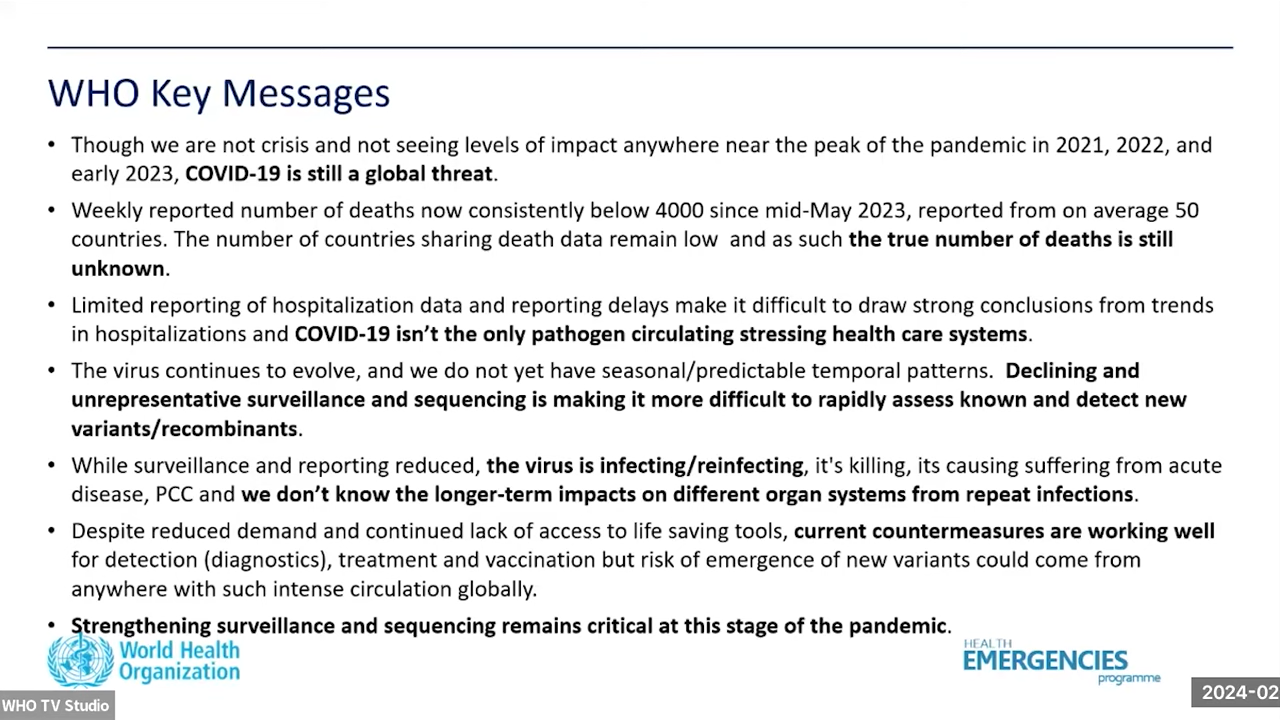 WHO Key Messages
• Though we are not crisis and not seeing levels of impact anywhere near the peak of the pandemic in 2021, 2022, and
early 2023, COVID-19 is still a global threat.
• Weekly reported number of deaths now consistently below 4000 since mid-May 2023, reported from on average 50
countries. The number of countries sharing death data remain low  and as such the true number of deaths is still
unknown.
• Limited reporting of hospitalization data and reporting delays make it difficult to draw strong conclusions from trends
in hospitalizations and COVID-19 isn’t the only pathogen circulating stressing health care systems.
• The virus continues to evolve, and we do not yet have seasonal/predictable temporal patterns.  Declining and
unrepresentative surveillance and sequencing is making it more difficult to rapidly assess known and detect new
variants/recombinants.
• While surveillance and reporting reduced, the virus is infecting/reinfecting, it's killing, its causing suffering from acute
disease, PCC and we don’t know the longer-term impacts on different organ systems from repeat infections.
• Despite reduced demand and continued lack of access to life saving tools, current countermeasures are working well
for detection (diagnostics), treatment and vaccination but risk of emergence of new variants could come from
anywhere with such intense circulation globally.
• Strengthening surveillance and sequencing remains critical at this stage of the pandemic.
World Health
Organization
HEALTH
EMERGENCIES
programme
WHO TV Studio
2024-02